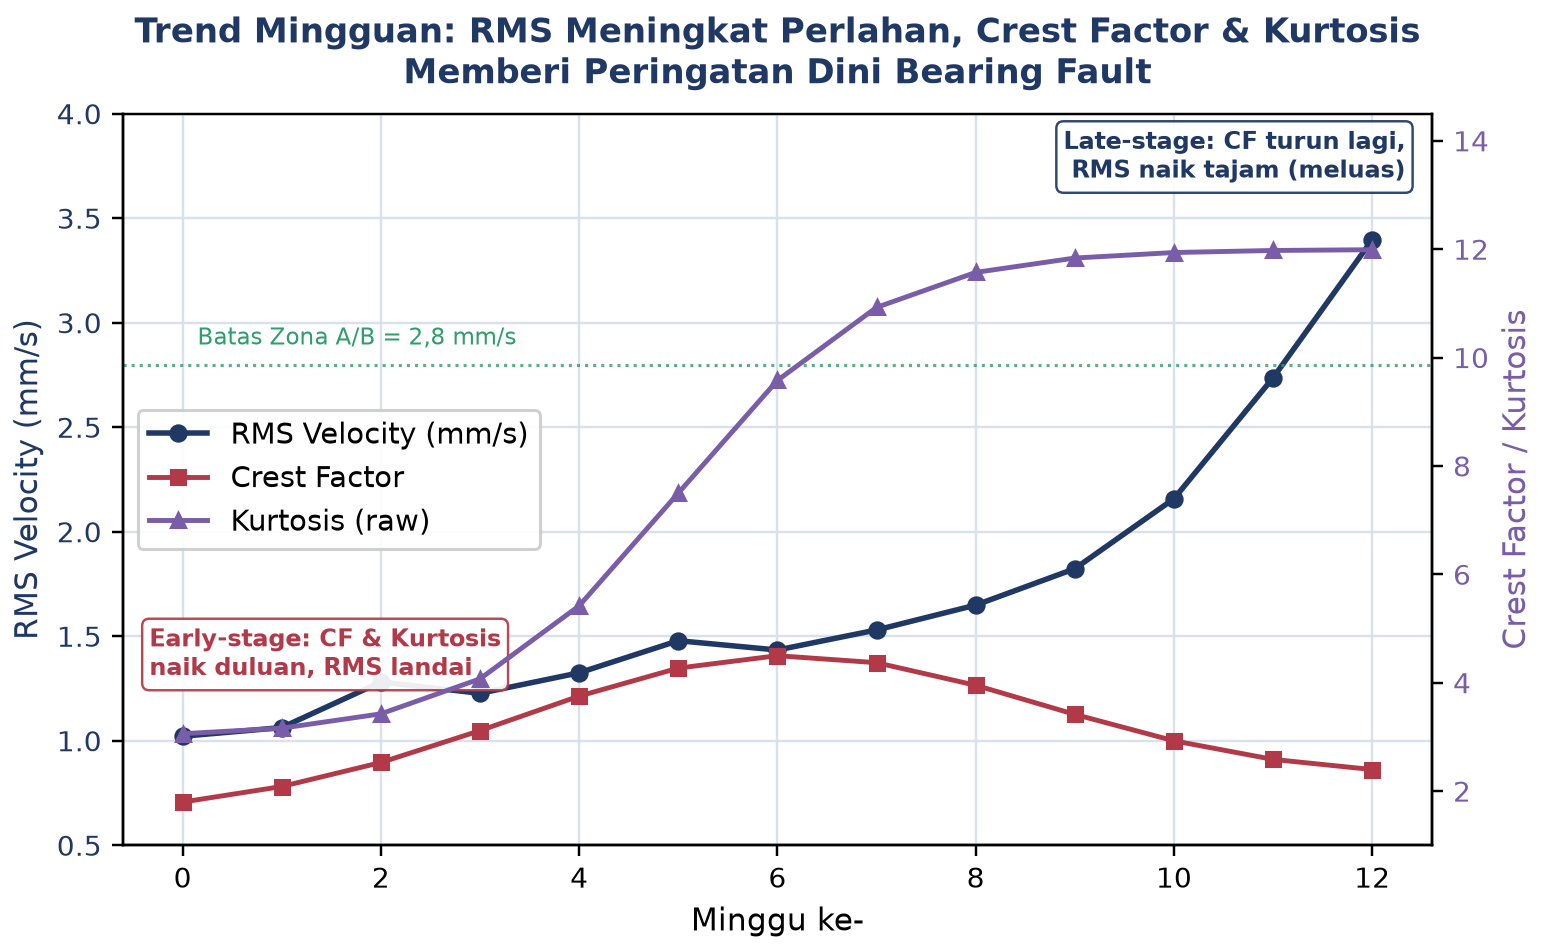 Trend Mingguan: RMS Meningkat Perlahan, Crest Factor & Kurtosis
Memberi Peringatan Dini Bearing Fault
4.0
3.5
3.0
2.5
2.0
1.5
1.0
0.5
RMS Velocity (mm/s)
Late-stage: CF turun lagi,
RMS naik tajam (meluas)
Batas Zona A/B = 2,8 mm/s
RMS Velocity (mm/s)
Crest Factor
Kurtosis (raw)
Early-stage: CF & Kurtosis
naik duluan, RMS landai
14
12
10
8
6
4
2
Crest Factor / Kurtosis
0
2
4
6
8
10
12
Minggu ke-